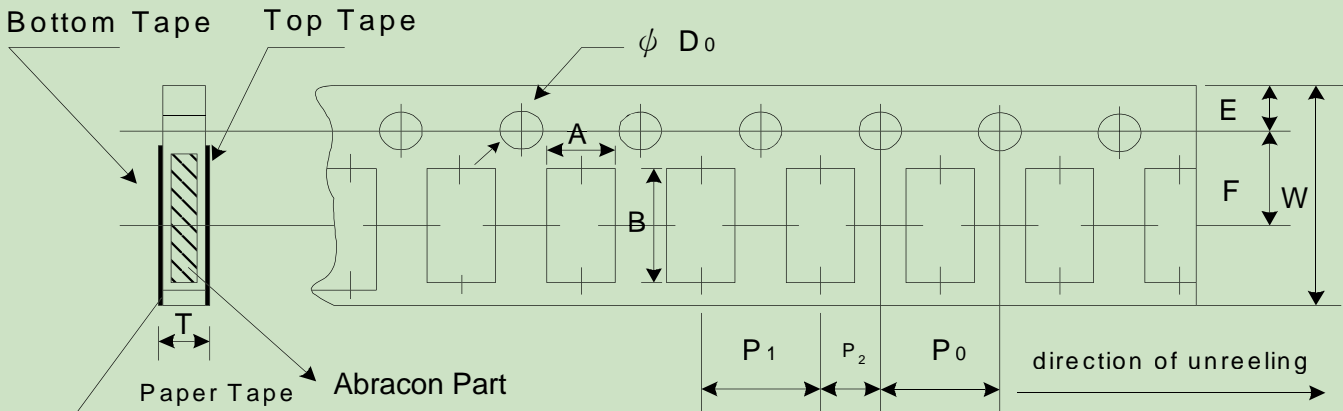 Bottom Tape
Top Tape
ϕ D₀
A
E
F
W
B
T
P₁
P₂
P₀
direction of unreeling
Paper Tape
Abracon Part